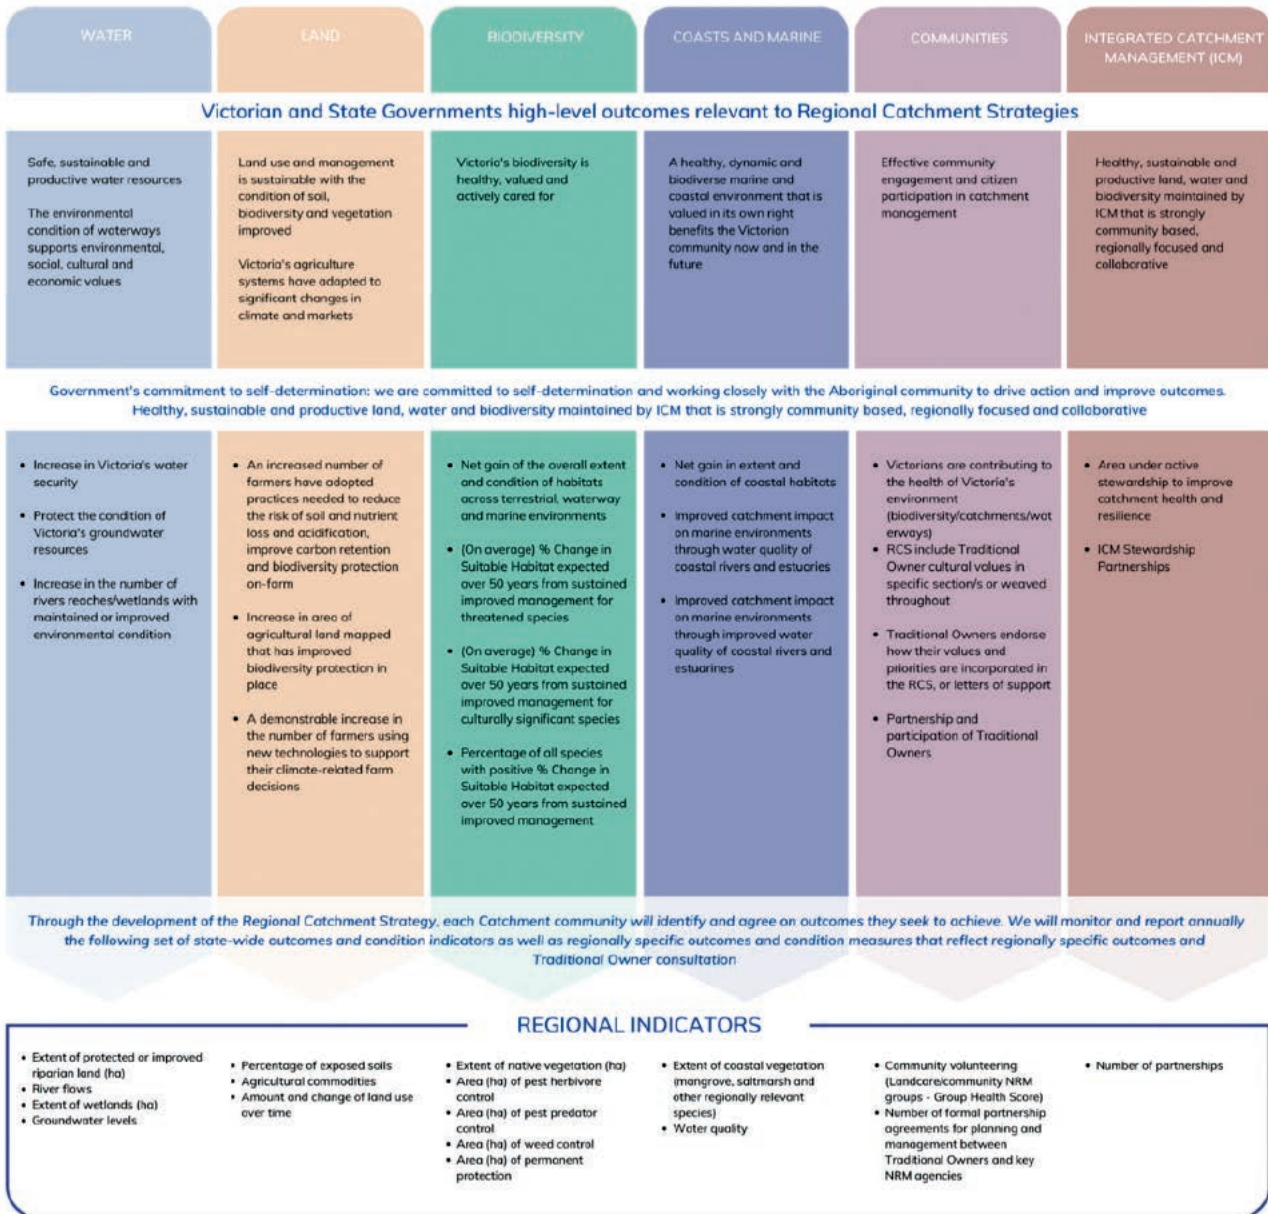 WATER
LAND
BIODIVERSITY
COASTS AND MARINE
COMMUNITIES
INTEGRATED CATCHMENT
MANAGEMENT (ICM)
Victorian and State Governments high-level outcomes relevant to Regional Catchment Strategies
Safe, sustainable and
productive water resources
The environmental
condition of waterways
supports environmental,
social, cultural and
economic values
Land use and management
is sustainable with the
condition of soil,
biodiversity and vegetation
improved
Victoria's agriculture
systems have adapted to
significant changes in
climate and markets
Victoria's biodiversity is
healthy, valued and
actively cared for
A healthy, dynamic and
biodiverse marine and
coastal environment that is
valued in its own right
benefits the Victorian
community now and in the
future
Effective community
engagement and citizen
participation in catchment
management
Healthy, sustainable and
productive land, water and
biodiversity maintained by
ICM that is strongly
community based,
regionally focused and
collaborative
Government's commitment to self-determination: we are committed to self-determination and working closely with the Aboriginal community to drive action and improve outcomes.
Healthy, sustainable and productive land, water and biodiversity maintained by ICM that is strongly community based, regionally focused and collaborative
• Increase in Victoria's water
security
• Protect the condition of
Victoria's groundwater
resources
• Increase in the number of
rivers reaches/wetlands with
maintained or improved
environmental condition
• An increased number of
farmers have adopted
practices needed to reduce
the risk of soil and nutrient
loss and acidification,
improve carbon retention
and biodiversity protection
on-farm
• Increase in area of
agricultural land mapped
that has improved
biodiversity protection in
place
• A demonstrable increase in
the number of farmers using
new technologies to support
their climate-related farm
decisions
• Net gain of the overall extent
and condition of habitats
across terrestrial, waterway
and marine environments
• (On average) % Change in
Suitable Habitat expected
over 50 years from sustained
improved management for
threatened species
• (On average) % Change in
Suitable Habitat expected
over 50 years from sustained
improved management for
culturally significant species
• Percentage of all species
with positive % Change in
Suitable Habitat expected
over 50 years from sustained
improved management
• Net gain in extent and
condition of coastal habitats
• Improved catchment impact
on marine environments
through water quality of
coastal rivers and estuaries
• Improved catchment impact
on marine environments
through improved water
quality of coastal rivers and
estuarines
• Victorians are contributing to
the health of Victoria's
environment
(biodiversity/catchments/wat
erways)
• RCS include Traditional
Owner cultural values in
specific section/s or weaved
throughout
• Traditional Owners endorse
how their values and
priorities are incorporated in
the RCS, or letters of support
• Partnership and
participation of Traditional
Owners
• Area under active
stewardship to improve
catchment health and
resilience
• ICM Stewardship
Partnerships
Through the development of the Regional Catchment Strategy, each Catchment community will identify and agree on outcomes they seek to achieve. We will monitor and report annually
the following set of state-wide outcomes and condition indicators as well as regionally specific outcomes and condition measures that reflect regionally specific outcomes and
Traditional Owner consultation
REGIONAL INDICATORS
• Extent of protected or improved
riparian land (ha)
• River flows
• Extent of wetlands (ha)
• Groundwater levels
• Percentage of exposed soils
• Agricultural commodities
• Amount and change of land use
over time
• Extent of native vegetation (ha)
• Area (ha) of pest herbivore
control
• Area (ha) of pest predator
control
• Area (ha) of weed control
• Area (ha) of permanent
protection
• Extent of coastal vegetation
(mangrove, saltmarsh and
other regionally relevant
species)
• Water quality
• Community volunteering
(Landcare/community NRM
groups - Group Health Score)
• Number of formal partnership
agreements for planning and
management between
Traditional Owners and key
NRM agencies
• Number of partnerships